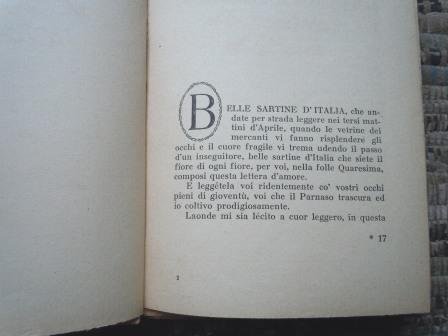 BELLE SARTINE D'ITALIA, che an-
date per strada leggere nei tersi mat-
tini d'Aprile, quando le vetrine dei
mercanti vi fanno risplendere gli
occhi e il cuore fragile vi trema udendo il passo
d'un inseguitore, belle sartine d'Italia che siete il
fiore di ogni fiore, per voi, nella folle Quaresima,
composi questa lettera d'amore.
E leggétela voi ridentemente co' vostri occhi
pieni di gioventù, voi che il Parnaso trascura ed
io coltivo prodigiosamente.
Laonde mi sia lécito a cuor leggero, in questa
* 17
2